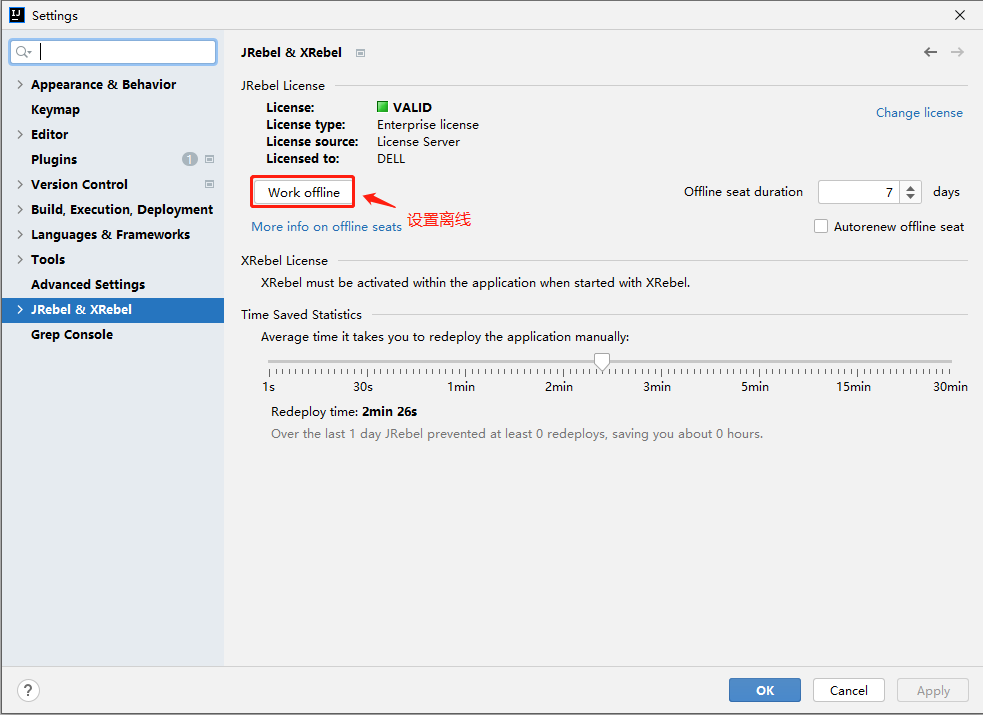 Settings
JRebel & XRebel
Appearance & Behavior
Keymap
Editor
Plugins 1
Version Control
Build, Execution, Deployment
Languages & Frameworks
Tools
Advanced Settings
JRebel & XRebel
Grep Console
JRebel License
License: VALID
Change license
License type: Enterprise license
License source: License Server
Licensed to: DELL
Work offline
Offline seat duration 7 days
设置离线
More info on offline seats
Autorenew offline seat
XRebel License
XRebel must be activated within the application when started with XRebel.
Time Saved Statistics
Average time it takes you to redeploy the application manually:
1s 30s 1min 2min 3min 5min 15min 30min
Redeploy time: 2min 26s
Over the last 1 day JRebel prevented at least 0 redeploys, saving you about 0 hours.
? OK Cancel Apply